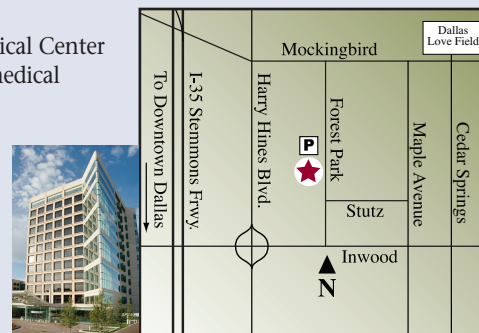 ical Center
nedical
Dallas
Love Field
Mockingbird
To Downtown Dallas
I-35 Stemmons Frwy.
Harry Hines Blvd.
Forest Park
Maple Avenue
Cedar Springs
P
Stutz
Inwood
N